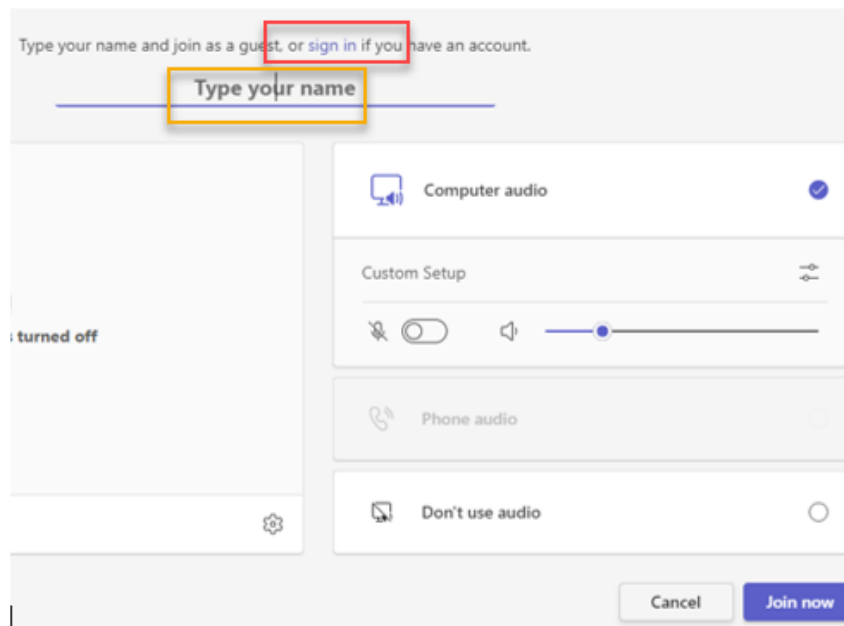 Type your name and join as a guest, or sign in if you have an account.
Type your name
Computer audio
Custom Setup
turned off
Phone audio
Don't use audio
Cancel
Join now